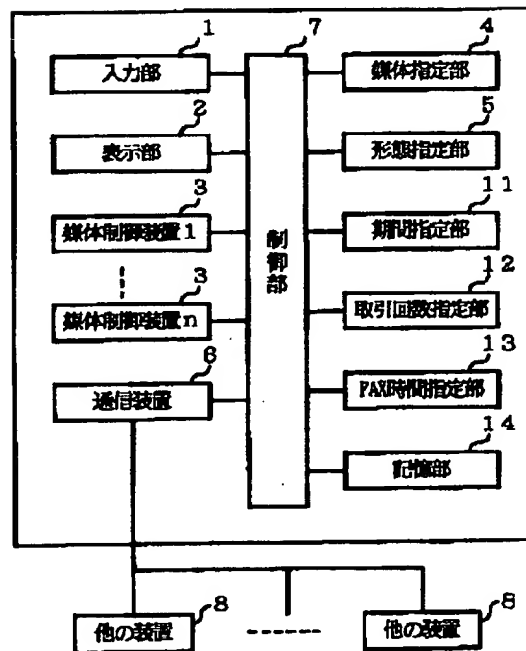 1
入力部
2
表示部
3
媒体制御装置1
3
媒体制御装置n
6
通信装置
7
制御部
4
媒体指定部
5
形態指定部
11
期間指定部
12
取引回数指定部
13
FAX時間指定部
14
記憶部
8
他の装置
8
他の装置